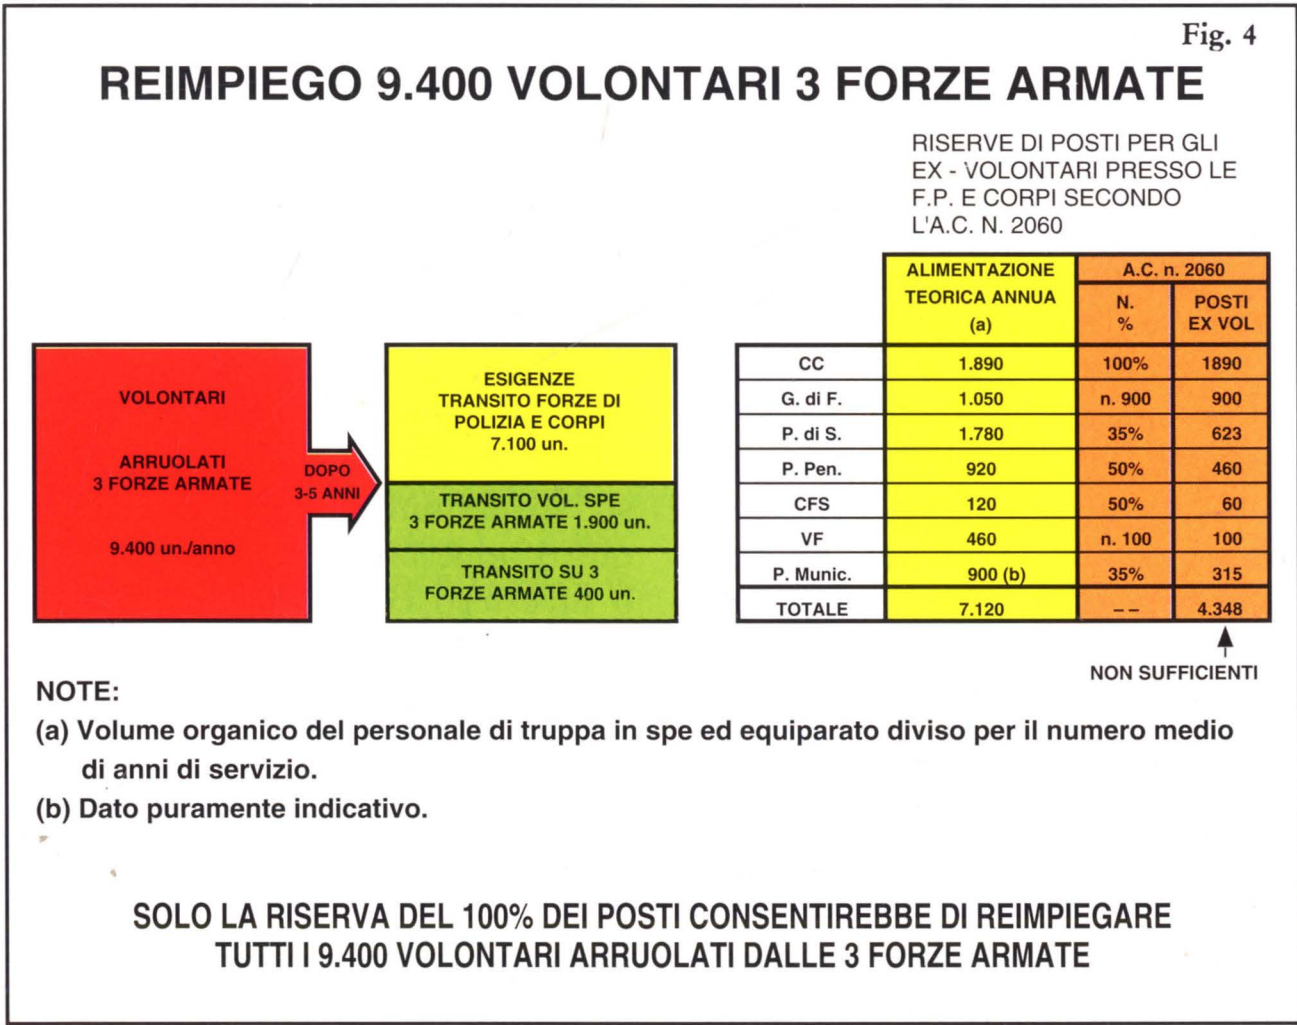 Fig. 4
REIMPIEGO 9.400 VOLONTARI 3 FORZE ARMATE
RISERVE DI POSTI PER GLI
EX - VOLONTARI PRESSO LE
F.P. E CORPI SECONDO
L'A.C. N. 2060
VOLONTARI
ARRUOLATI
3 FORZE ARMATE
9.400 un./anno
DOPO
3-5 ANNI
ESIGENZE
TRANSITO FORZE DI
POLIZIA E CORPI
7.100 un.
TRANSITO VOL. SPE
3 FORZE ARMATE 1.900 un.
TRANSITO SU 3
FORZE ARMATE 400 un.
ALIMENTAZIONE A.C. n. 2060
TEORICA ANNUA N. POSTI
(a) % EX VOL
CC 1.890 100% 1890
G. di F. 1.050 n. 900 900
P. di S. 1.780 35% 623
P. Pen. 920 50% 460
CFS 120 50% 60
VF 460 n. 100 100
P. Munic. 900 (b) 35% 315
TOTALE 7.120 –– 4.348
NON SUFFICIENTI
NOTE:
(a) Volume organico del personale di truppa in spe ed equiparato diviso per il numero medio
di anni di servizio.
(b) Dato puramente indicativo.
SOLO LA RISERVA DEL 100% DEI POSTI CONSENTIREBBE DI REIMPIEGARE
TUTTI I 9.400 VOLONTARI ARRUOLATI DALLE 3 FORZE ARMATE